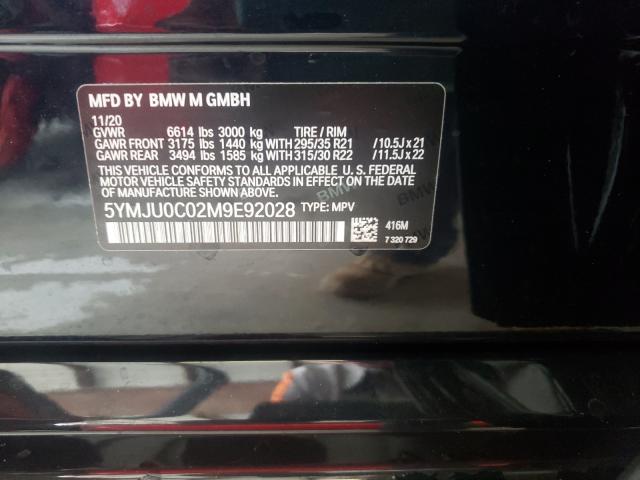 MFD BY BMW M GMBH
11/20
GVWR 6614 lbs 3000 kg TIRE / RIM
GAWR FRONT 3175 lbs 1440 kg WITH 295/35 R21 / 10.5J x 21
GAWR REAR 3494 lbs 1585 kg WITH 315/30 R22 / 11.5J x 22
THIS VEHICLE CONFORMS TO ALL APPLICABLE U. S. FEDERAL
MOTOR VEHICLE SAFETY STANDARDS IN EFFECT ON THE DATE OF
MANUFACTURE SHOWN ABOVE.
5YMJU0C02M9E92028 TYPE: MPV
416M
7 320 729